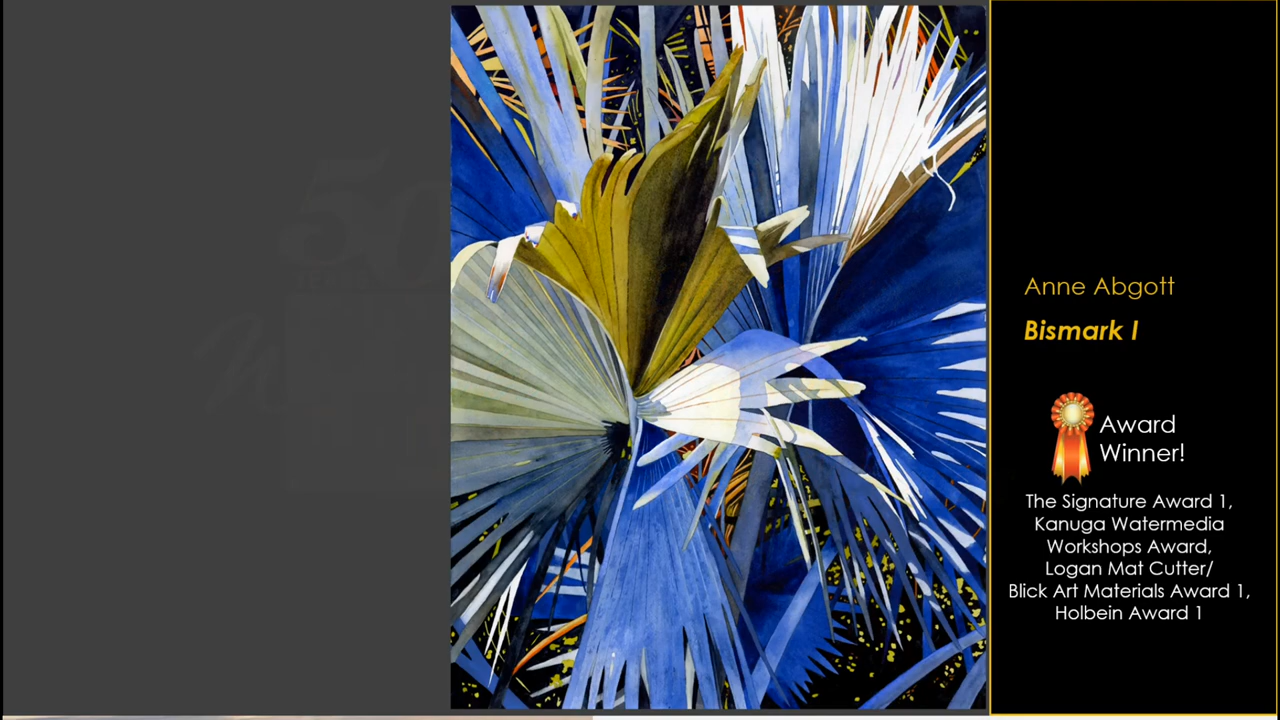 50
Anne Abgott
Bismark I
Award
Winner!
The Signature Award 1,
Kanuga Watermedia
Workshops Award,
Logan Mat Cutter/
Blick Art Materials Award 1,
Holbein Award 1